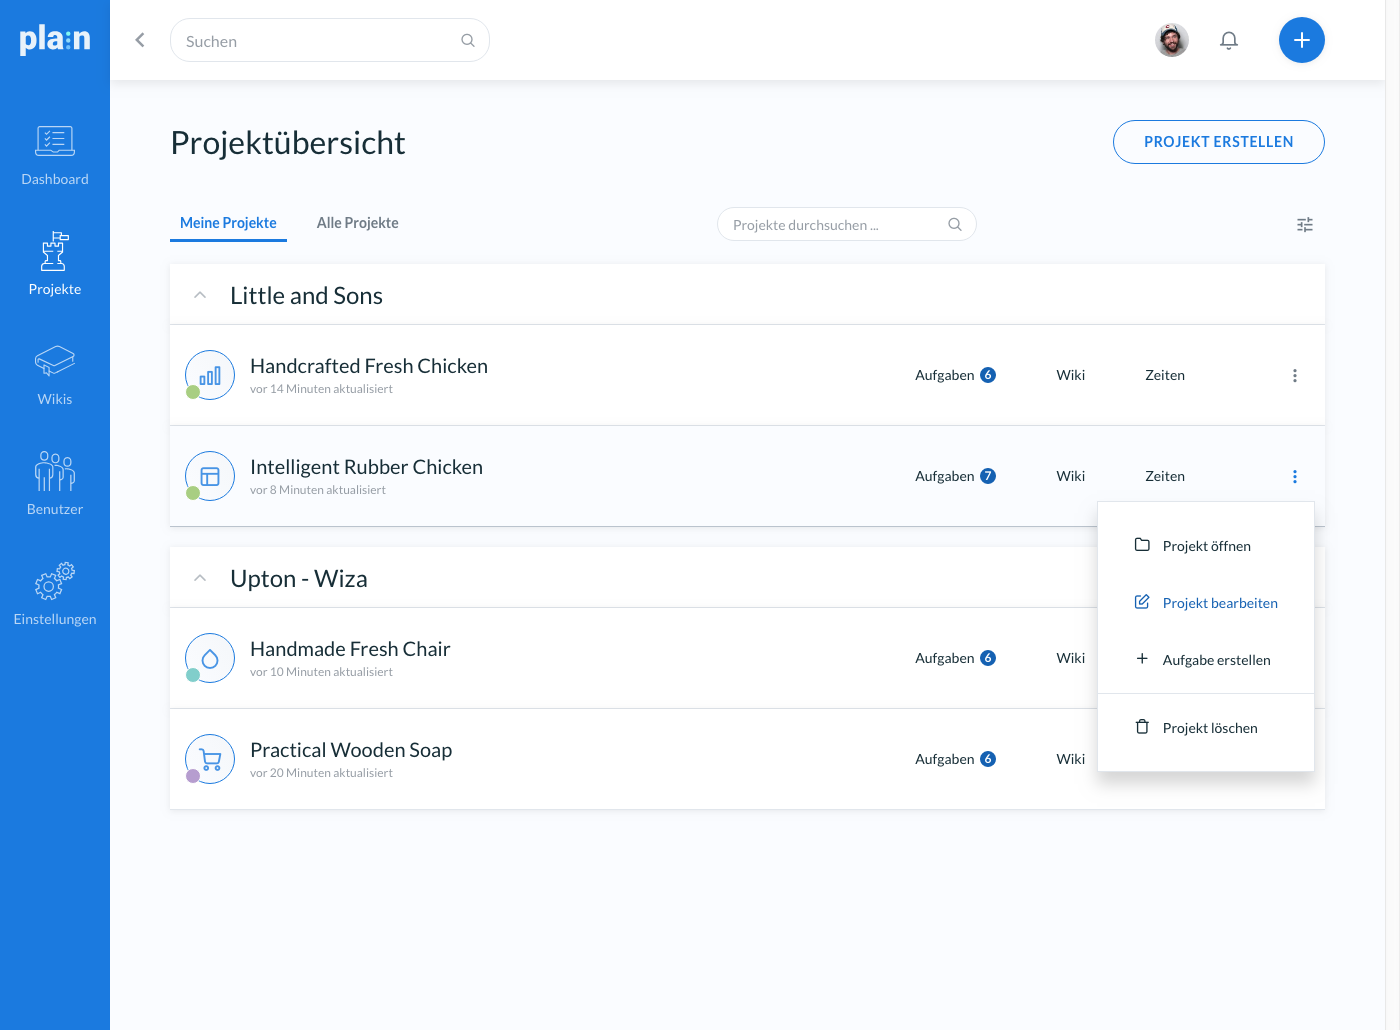 pla:n
Suchen
Dashboard
Projekte
Wikis
Benutzer
Einstellungen
Projektübersicht
PROJEKT ERSTELLEN
Meine Projekte
Alle Projekte
Projekte durchsuchen ...
Little and Sons
Handcrafted Fresh Chicken
vor 14 Minuten aktualisiert
Aufgaben 6
Wiki
Zeiten
Intelligent Rubber Chicken
vor 8 Minuten aktualisiert
Aufgaben 7
Wiki
Zeiten
Projekt öffnen
Projekt bearbeiten
Aufgabe erstellen
Projekt löschen
Upton - Wiza
Handmade Fresh Chair
vor 10 Minuten aktualisiert
Aufgaben 6
Wiki
Practical Wooden Soap
vor 20 Minuten aktualisiert
Aufgaben 6
Wiki